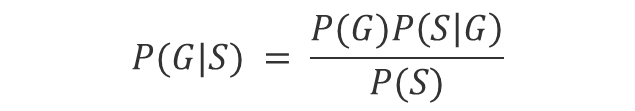 P(G|S) = P(G)P(S|G) / P(S)